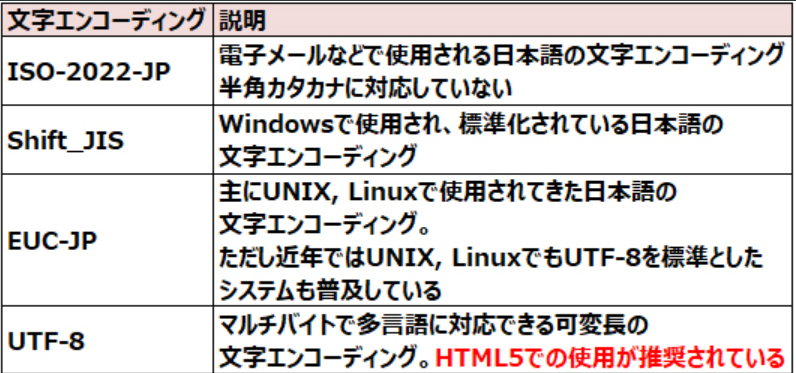 文字エンコーディング 説明
ISO-2022-JP
電子メールなどで使用される日本語の文字エンコーディング
半角カタカナに対応していない
Shift_JIS
Windowsで使用され、標準化されている日本語の
文字エンコーディング
EUC-JP
主にUNIX, Linuxで使用されてきた日本語の
文字エンコーディング。
ただし近年ではUNIX, LinuxでもUTF-8を標準とした
システムも普及している
UTF-8
マルチバイトで多言語に対応できる可変長の
文字エンコーディング。HTML5での使用が推奨されている